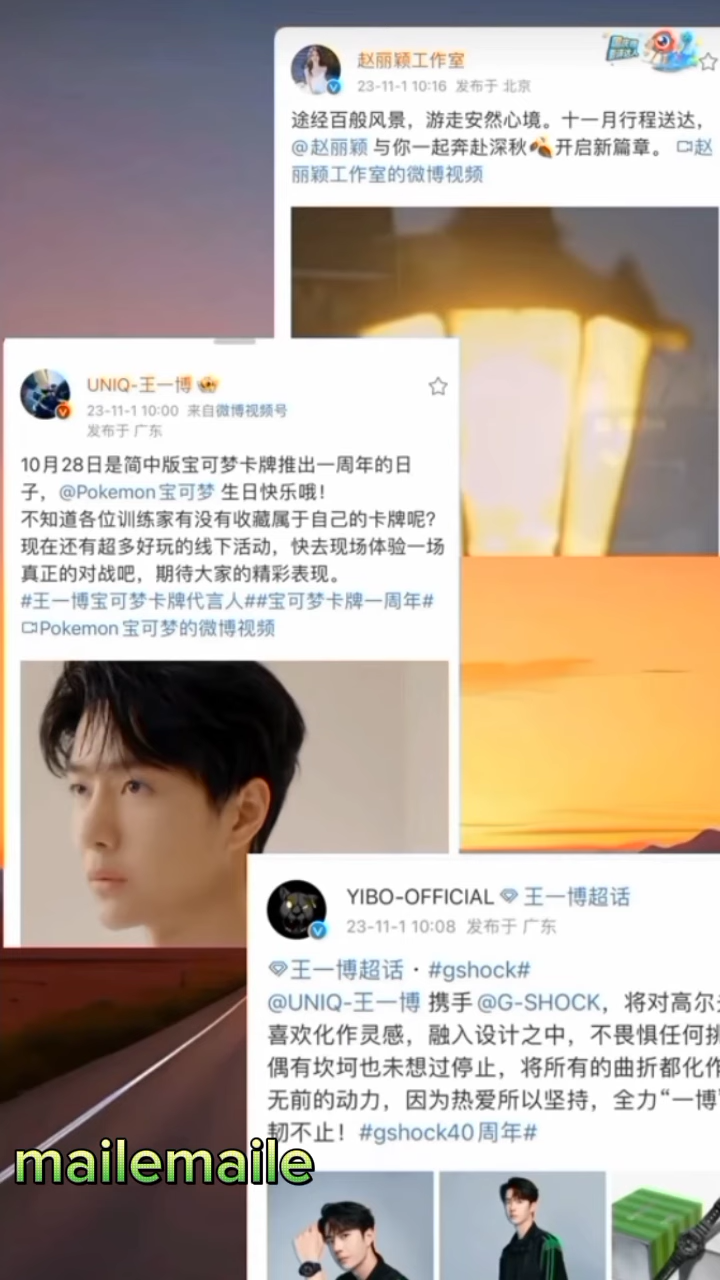 赵丽颖工作室
23-11-1 10:16 发布于 北京
途经百般风景，游走安然心境。十一月行程送达，
@赵丽颖 与你一起奔赴深秋🍂开启新篇章。 赵
丽颖工作室的微博视频
UNIQ-王一博
23-11-1 10:00 来自微博视频号
发布于 广东
10月28日是简中版宝可梦卡牌推出一周年的日
子，@Pokemon宝可梦 生日快乐哦！
不知道各位训练家有没有收藏属于自己的卡牌呢？
现在还有超多好玩的线下活动，快去现场体验一场
真正的对战吧，期待大家的精彩表现。
#王一博宝可梦卡牌代言人##宝可梦卡牌一周年#
Pokemon宝可梦的微博视频
YIBO-OFFICIAL 王一博超话
23-11-1 10:08 发布于 广东
王一博超话 · #gshock#
@UNIQ-王一博 携手 @G-SHOCK，将对高尔
喜欢化作灵感，融入设计之中，不畏惧任何
偶有坎坷也未想过停止，将所有的曲折都化作
无前的动力，因为热爱所以坚持，全力“一博”
韧不止！#gshock40周年#
mailemaile